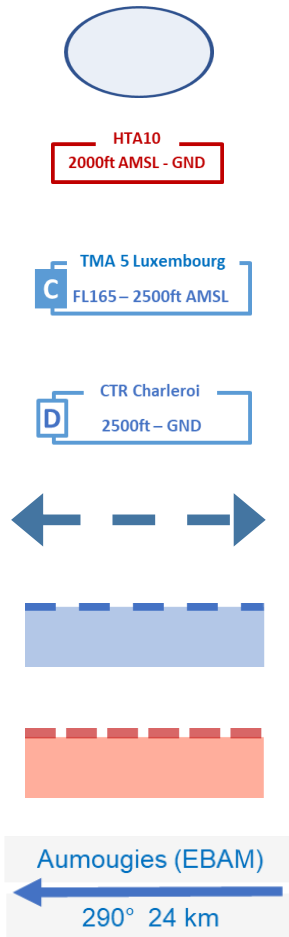 HTA10
2000ft AMSL - GND
TMA 5 Luxembourg
C
FL165 – 2500ft AMSL
CTR Charleroi
D
2500ft – GND
Aumougies (EBAM)
290° 24 km